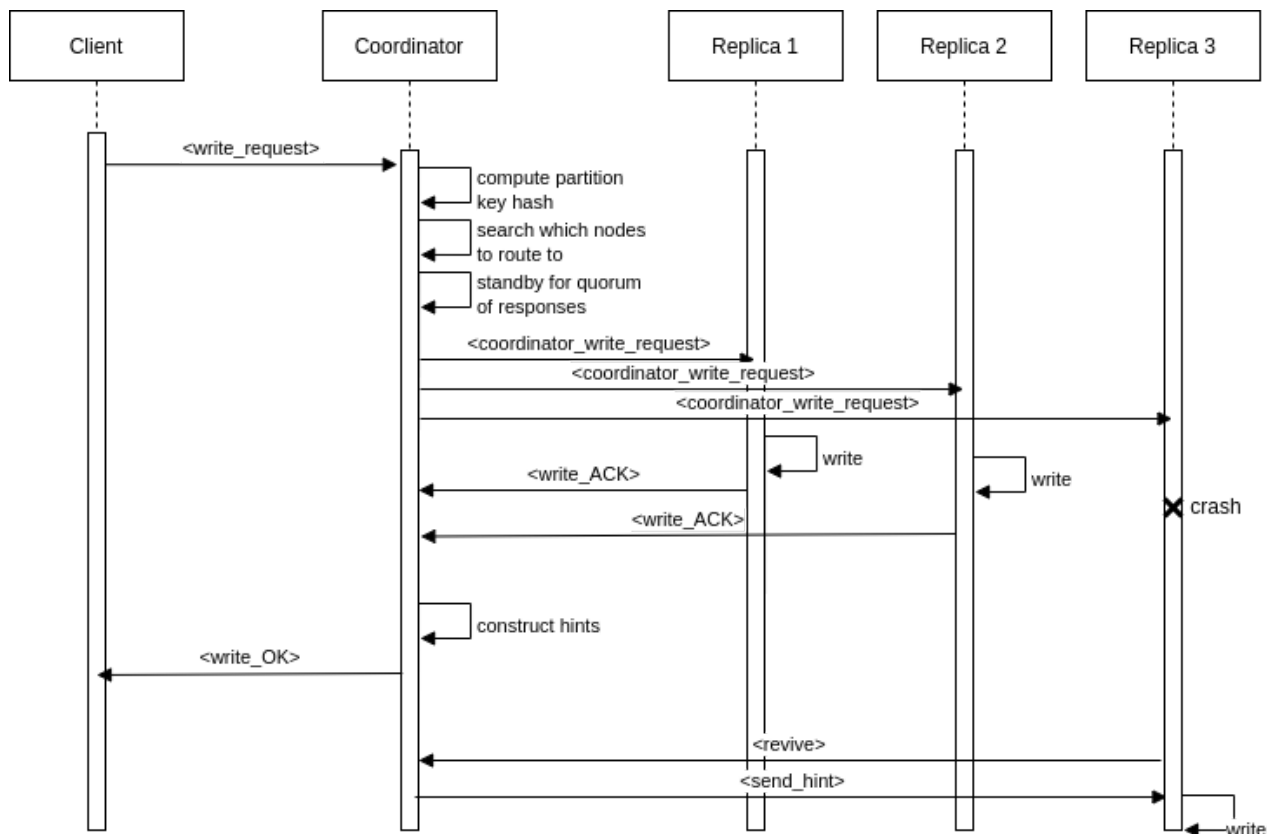 Client
Coordinator
Replica 1
Replica 2
Replica 3
<write_request>
compute partition
key hash
search which nodes
to route to
standby for quorum
of responses
<coordinator_write_request>
<coordinator_write_request>
<coordinator_write_request>
write
<write_ACK>
write
crash
<write_ACK>
construct hints
<write_OK>
<revive>
<send_hint>
write